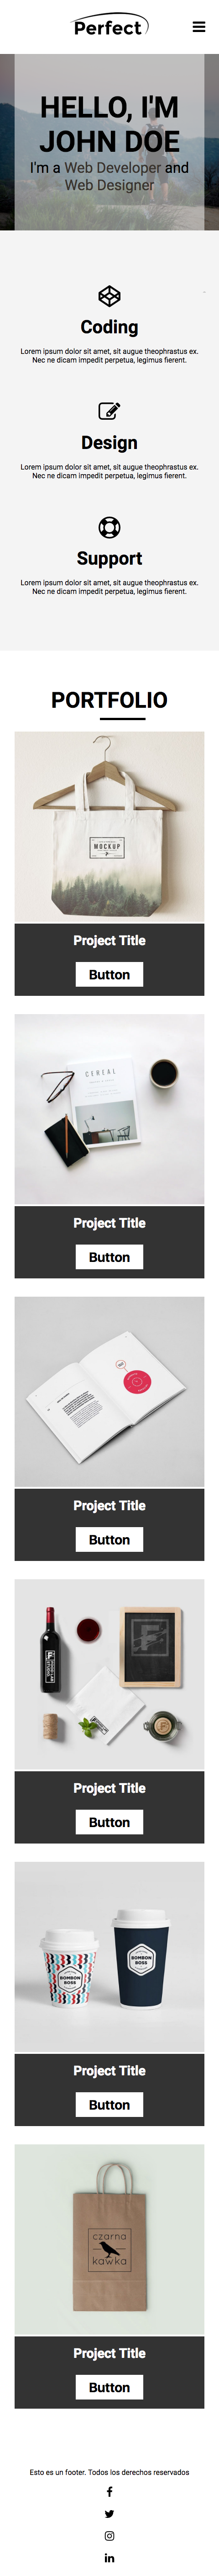 Perfect
HELLO, I'M
JOHN DOE
I'm a Web Developer and
Web Designer
Coding
Lorem ipsum dolor sit amet, sit augue theophrastus ex.
Nec ne dicam impedit perpetua, legimus fierent.
Design
Lorem ipsum dolor sit amet, sit augue theophrastus ex.
Nec ne dicam impedit perpetua, legimus fierent.
Support
Lorem ipsum dolor sit amet, sit augue theophrastus ex.
Nec ne dicam impedit perpetua, legimus fierent.
PORTFOLIO
MOCKUP
Project Title
Button
CEREAL
Project Title
Button
Project Title
Button
F
F
Project Title
Button
BOMBON
BOSS
BOMBON
BOSS
Project Title
Button
czarna
kawka
Project Title
Button
Esto es un footer. Todos los derechos reservados